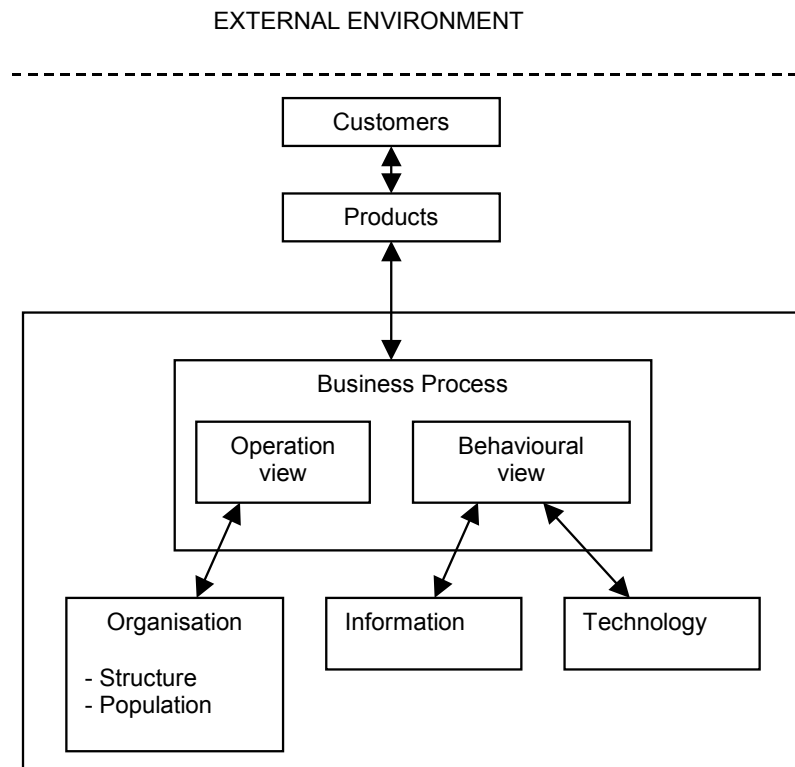 EXTERNAL ENVIRONMENT
Customers
Products
Business Process
Operation
view
Behavioural
view
Organisation
- Structure
- Population
Information
Technology